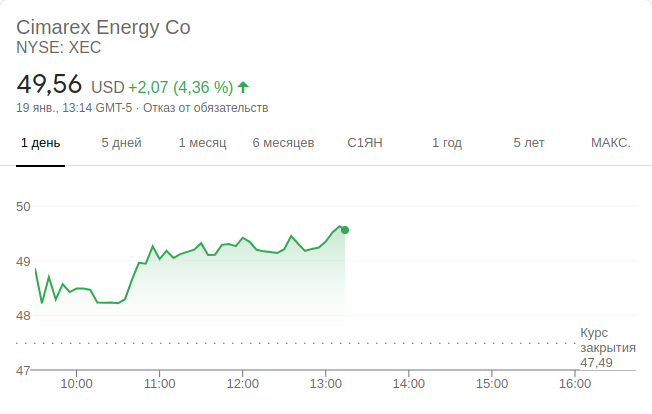 Cimarex Energy Co
NYSE: XEC
49,56 USD +2,07 (4,36 %)
19 янв., 13:14 GMT-5 · Отказ от обязательств
1 день 5 дней 1 месяц 6 месяцев С1ЯН 1 год 5 лет МАКС.
50
49
48
Курс
закрытия
47,49
47
10:00 11:00 12:00 13:00 14:00 15:00 16:00